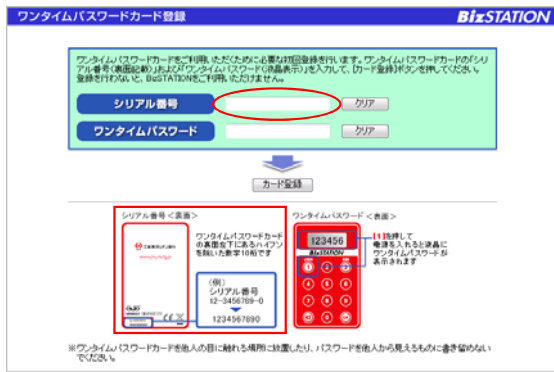 ワンタイムパスワードカード登録
BizSTATION
ワンタイムパスワードカードをご利用いただくために必要な初回登録を行います。ワンタイムパスワードカードの「シリ
アル番号(裏面記載)」および「ワンタイムパスワード(液晶表示)」を入力して、[カード登録]ボタンを押してください。
登録を行わないと、BizSTATIONをご利用いただけません。
シリアル番号
クリア
ワンタイムパスワード
クリア
カード登録
シリアル番号<裏面>
ワンタイムパスワードカード
の裏面左下にあるハイフン
を除いた数字10桁です
(例)
シリアル番号
12-3456789-0
1234567890
ワンタイムパスワード<表面>
123456
BizSTATION
[1]を押して
電源を入れると液晶に
ワンタイムパスワードが
表示されます
※ワンタイムパスワードカードを他人の目に触れる場所に放置したり、パスワードを他人から見えるものに書き留めない
でください。